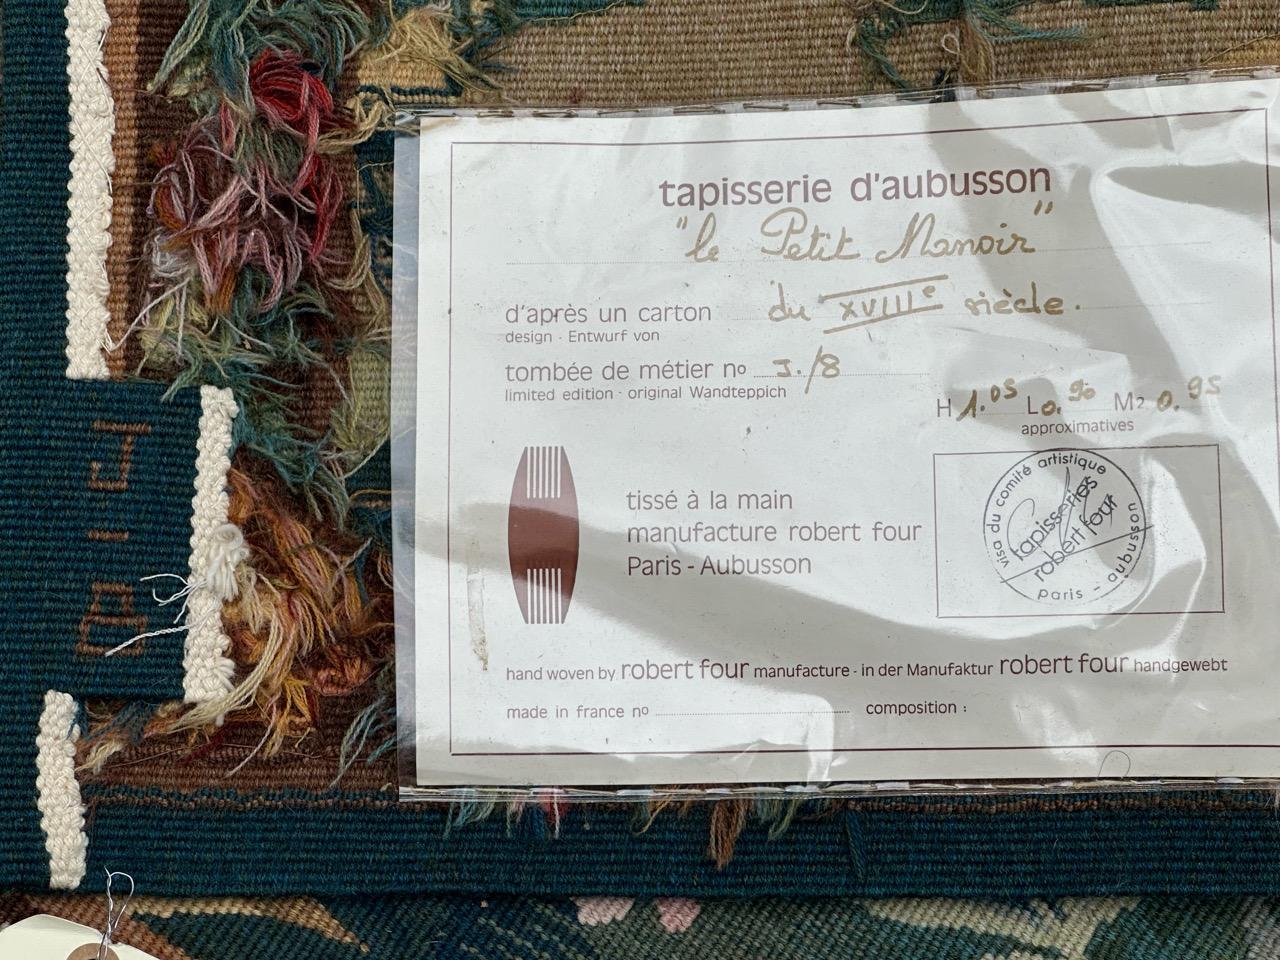 tapisserie d'aubusson
"le Petit Manoir"
d'après un carton du XVIIIe siècle.
design - Entwurf von
tombée de métier no 3./8
limited edition - original Wandteppich
H 1.05 L 0.90 M2 0.95
approximatives
tissé à la main
manufacture robert four
Paris - Aubusson
visa du comité artistique
tapisseries
robert four
paris - aubusson
hand woven by robert four manufacture - in der Manufaktur robert four handgewebt
made in france no composition :